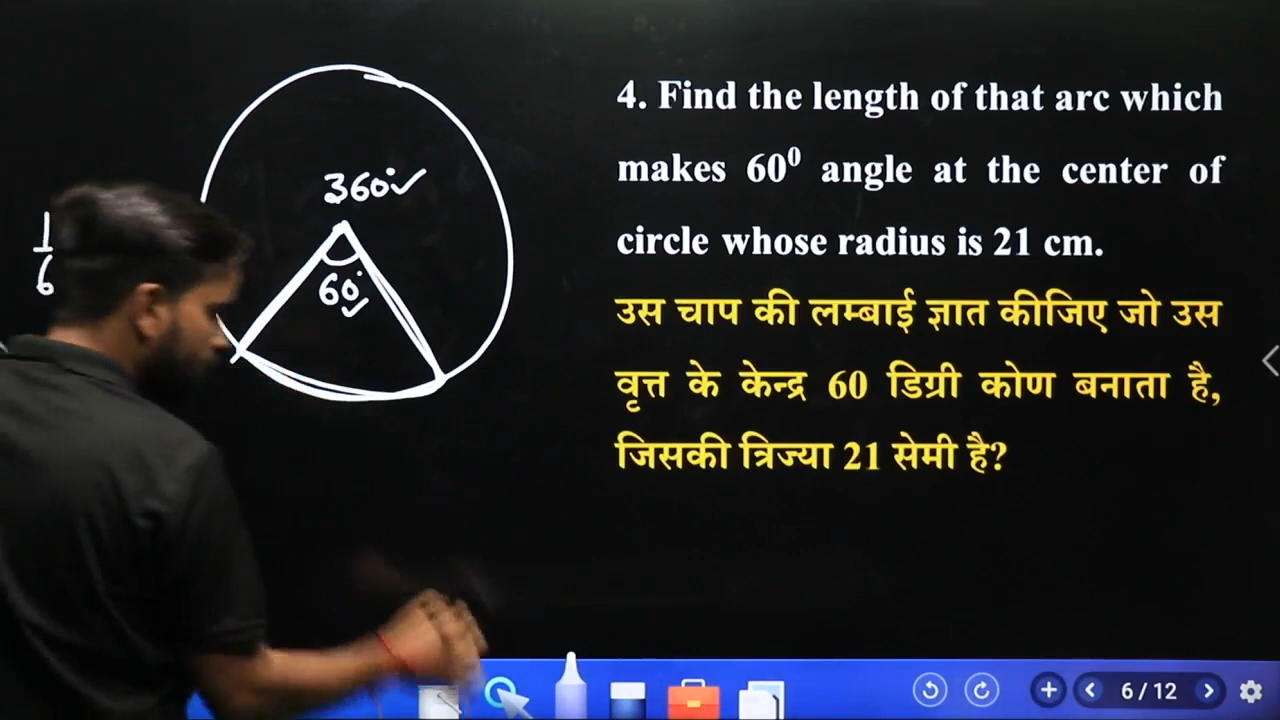 4. Find the length of that arc which
makes 60⁰ angle at the center of
circle whose radius is 21 cm.
उस चाप की लम्बाई ज्ञात कीजिए जो उस
वृत्त के केन्द्र 60 डिग्री कोण बनाता है,
जिसकी त्रिज्या 21 सेमी है?
360°✓
60°✓
1
6
6 / 12